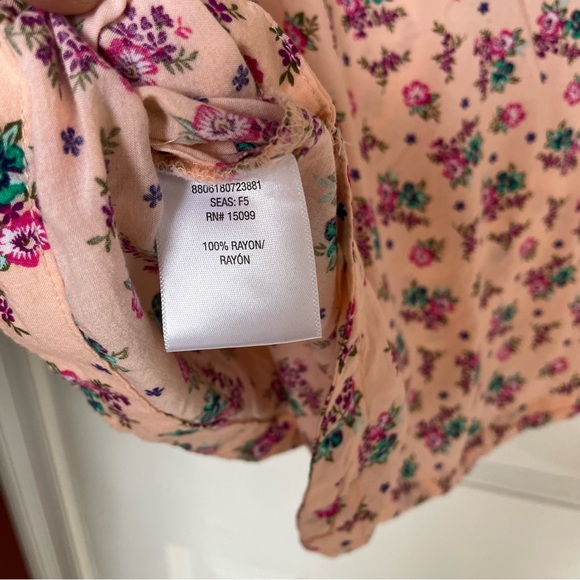 8806180723881
SEAS: F5
RN# 15099
100% RAYON/
RAYÓN